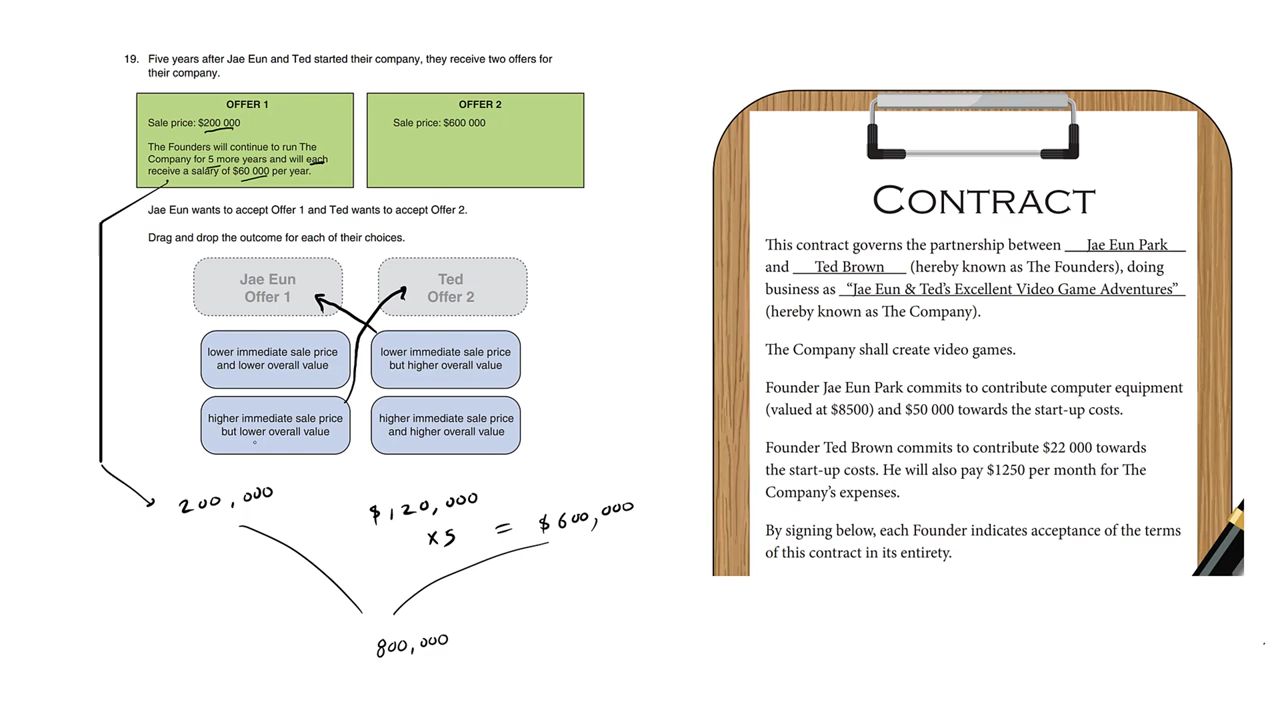 19. Five years after Jae Eun and Ted started their company, they receive two offers for
their company.
OFFER 1
Sale price: $200 000
The Founders will continue to run The
Company for 5 more years and will each
receive a salary of $60 000 per year.
OFFER 2
Sale price: $600 000
Jae Eun wants to accept Offer 1 and Ted wants to accept Offer 2.
Drag and drop the outcome for each of their choices.
Jae Eun
Offer 1
Ted
Offer 2
lower immediate sale price
and lower overall value
lower immediate sale price
but higher overall value
higher immediate sale price
but lower overall value
higher immediate sale price
and higher overall value
200,000
$120,000
x5 = $600,000
800,000
CONTRACT
This contract governs the partnership between Jae Eun Park
and Ted Brown (hereby known as The Founders), doing
business as “Jae Eun & Ted’s Excellent Video Game Adventures”
(hereby known as The Company).
The Company shall create video games.
Founder Jae Eun Park commits to contribute computer equipment
(valued at $8500) and $50 000 towards the start-up costs.
Founder Ted Brown commits to contribute $22 000 towards
the start-up costs. He will also pay $1250 per month for The
Company’s expenses.
By signing below, each Founder indicates acceptance of the terms
of this contract in its entirety.